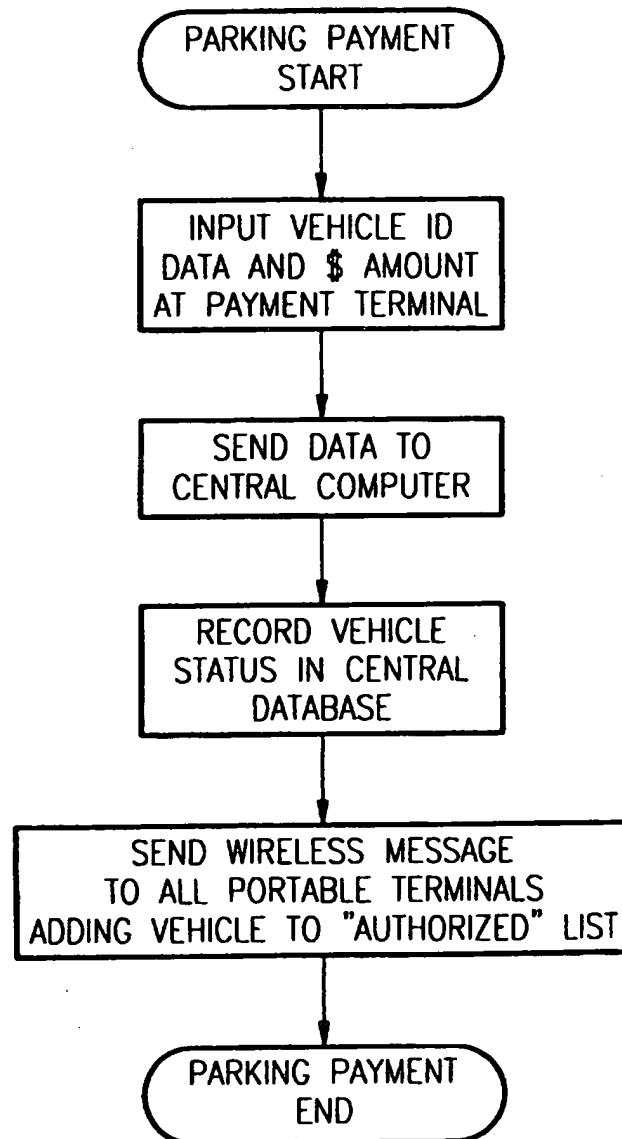 PARKING PAYMENT
START
INPUT VEHICLE ID
DATA AND $ AMOUNT
AT PAYMENT TERMINAL
SEND DATA TO
CENTRAL COMPUTER
RECORD VEHICLE
STATUS IN CENTRAL
DATABASE
SEND WIRELESS MESSAGE
TO ALL PORTABLE TERMINALS
ADDING VEHICLE TO "AUTHORIZED" LIST
PARKING PAYMENT
END